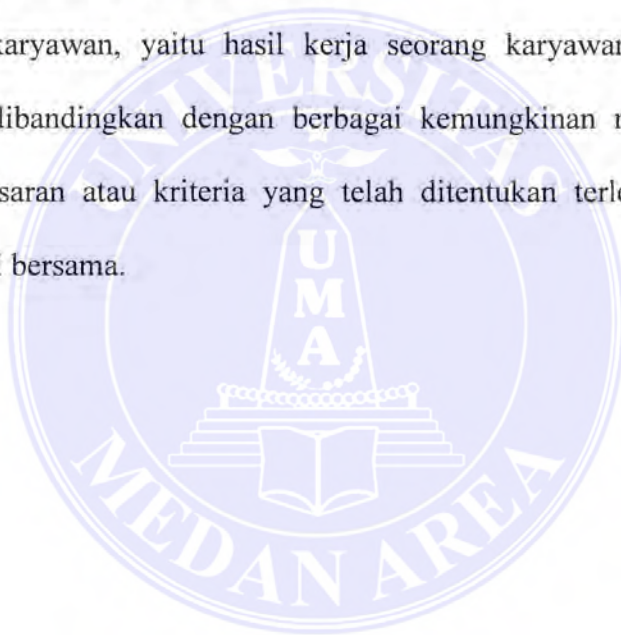 karyawan, yaitu hasil kerja seorang karyawan
dibandingkan dengan berbagai kemungkinan
saran atau kriteria yang telah ditentukan
bersama.
UNIVERSITAS
UMA
MEDAN AREA